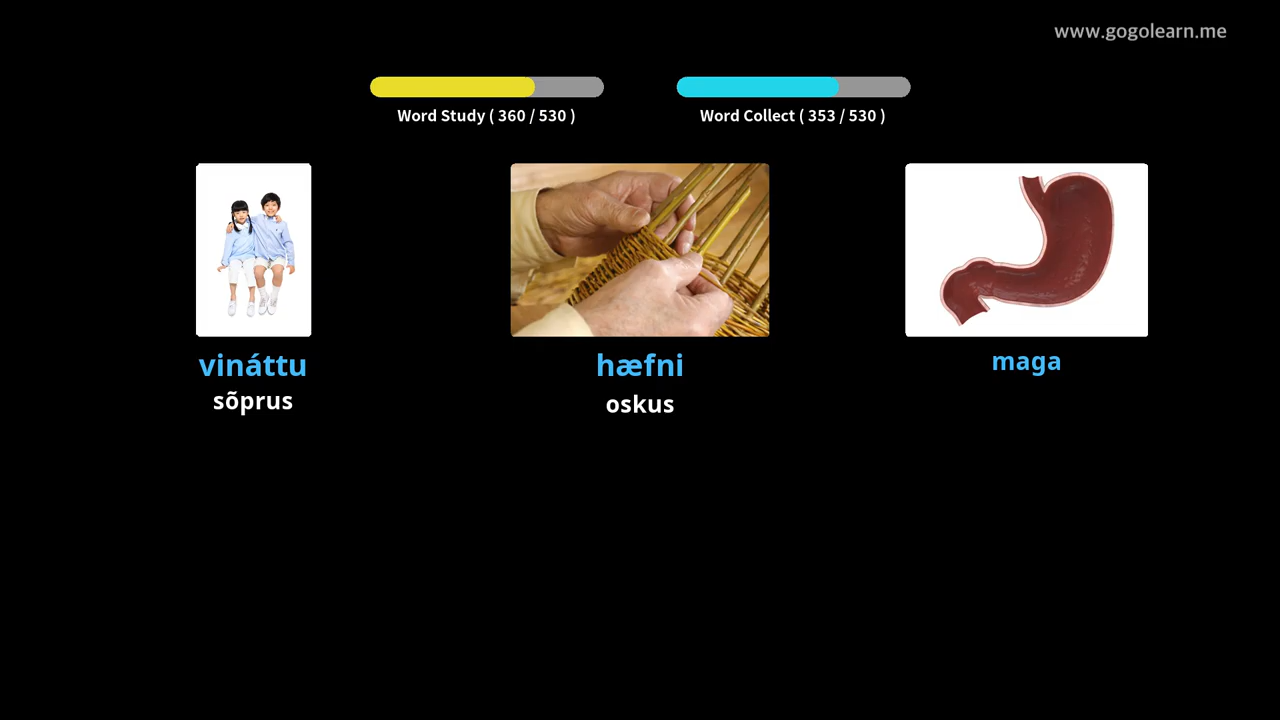 www.gogolearn.me
Word Study ( 360 / 530 )
Word Collect ( 353 / 530 )
vináttu
sõprus
hæfni
oskus
maga